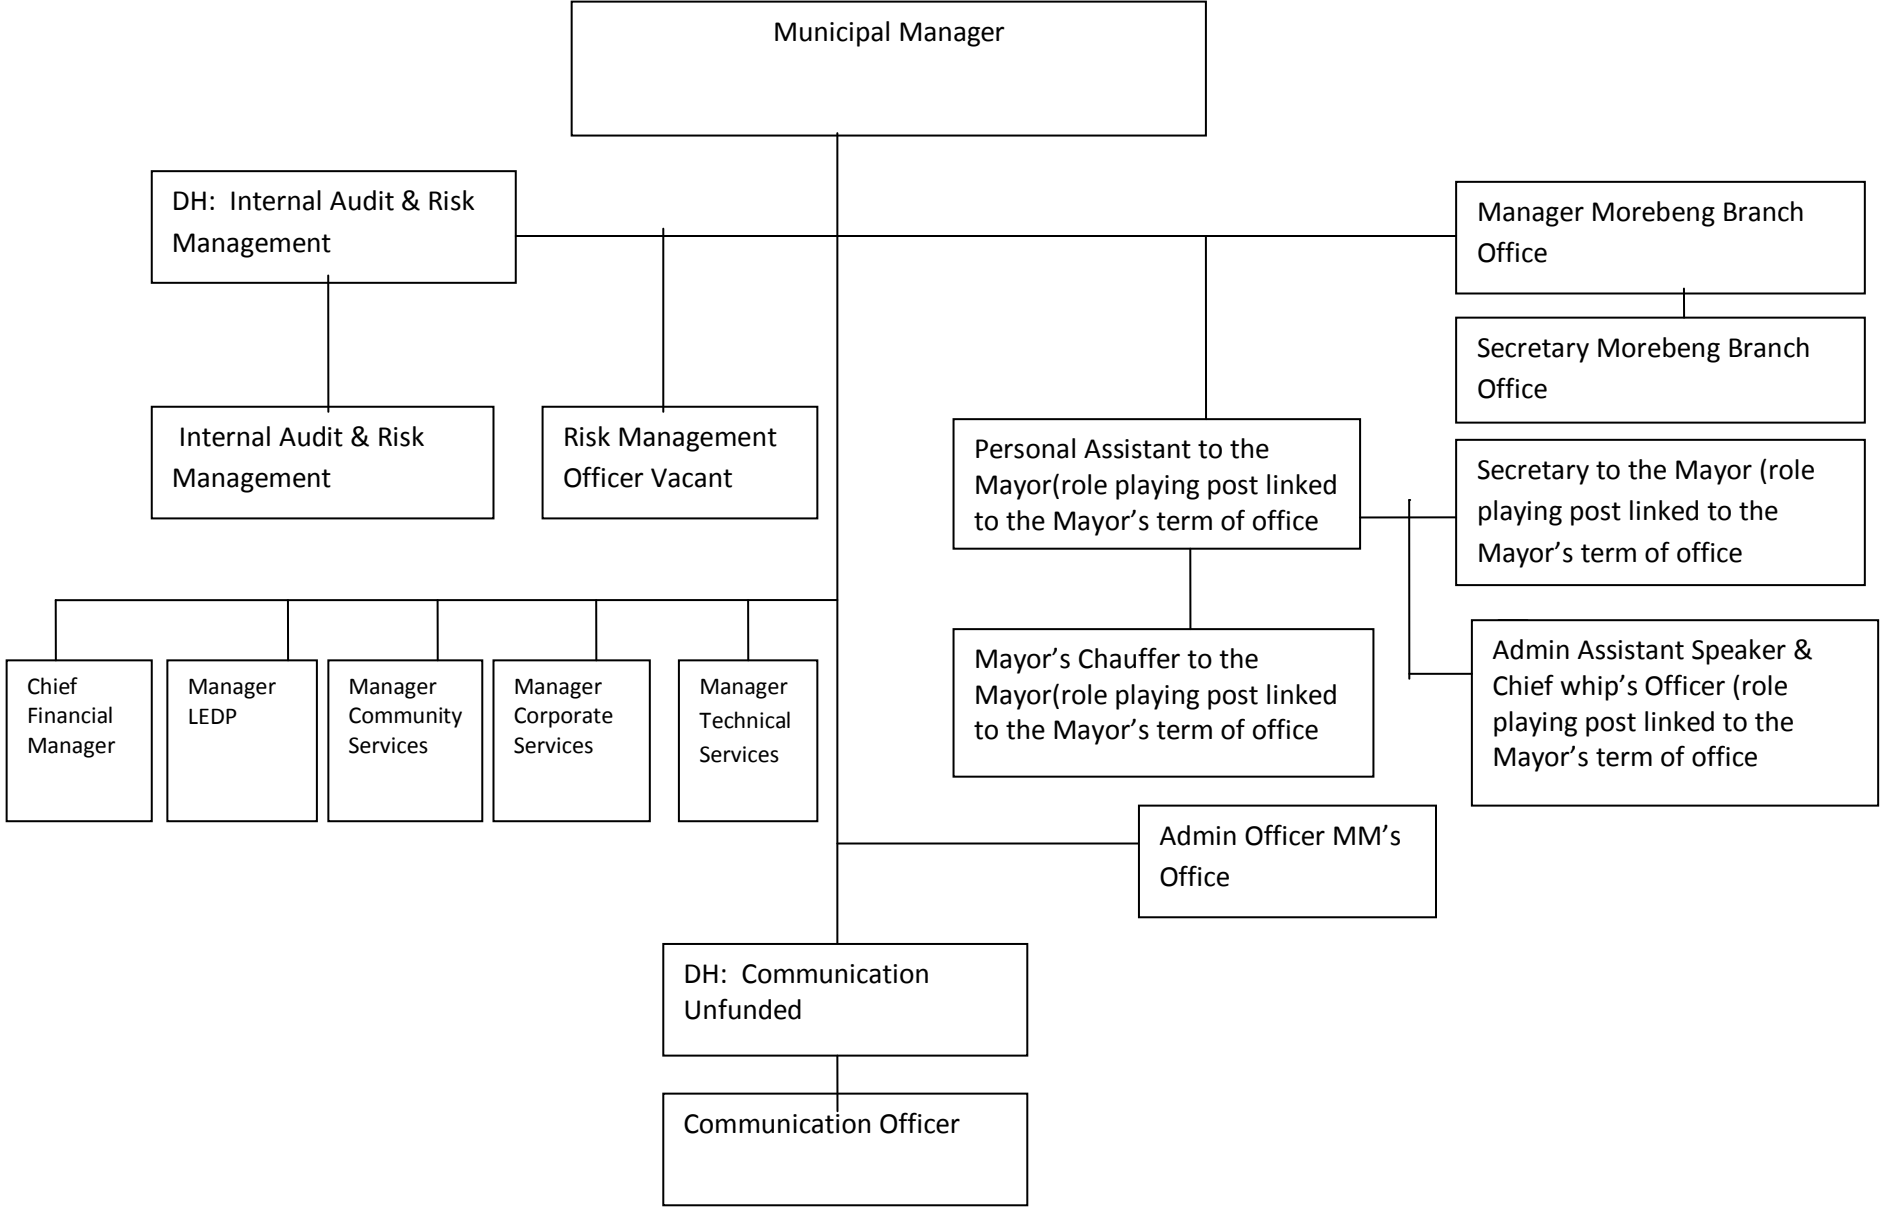 Municipal Manager
DH:  Internal Audit & Risk
Management
Manager Morebeng Branch
Office
Secretary Morebeng Branch
Office
Internal Audit & Risk
Management
Risk Management
Officer Vacant
Personal Assistant to the
Mayor(role playing post linked
to the Mayor’s term of office
Secretary to the Mayor (role
playing post linked to the
Mayor’s term of office
Chief
Financial
Manager
Manager
LEDP
Manager
Community
Services
Manager
Corporate
Services
Manager
Technical
Services
Mayor’s Chauffer to the
Mayor(role playing post linked
to the Mayor’s term of office
Admin Assistant Speaker &
Chief whip’s Officer (role
playing post linked to the
Mayor’s term of office
Admin Officer MM’s
Office
DH:  Communication
Unfunded
Communication Officer